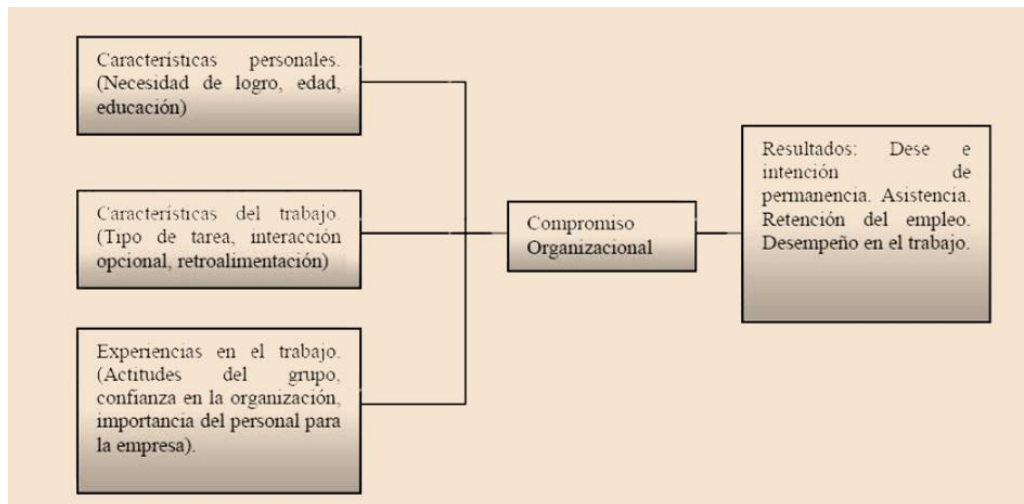 Características personales.
(Necesidad de logro, edad,
educación)
Características del trabajo.
(Tipo de tarea, interacción
opcional, retroalimentación)
Experiencias en el trabajo.
(Actitudes del grupo,
confianza en la organización,
importancia del personal para
la empresa).
Compromiso
Organizacional
Resultados: Dese e
intención de
permanencia. Asistencia.
Retención del empleo.
Desempeño en el trabajo.